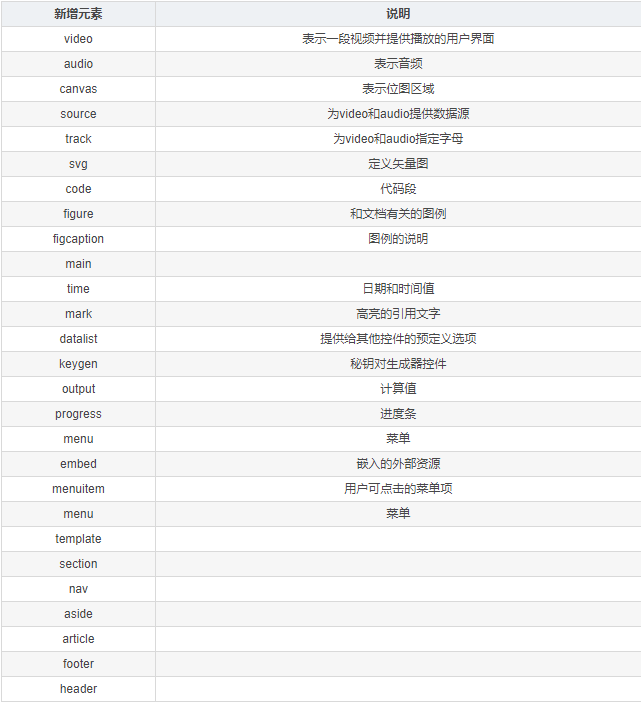 新增元素 说明
video 表示一段视频并提供播放的用户界面
audio 表示音频
canvas 表示位图区域
source 为video和audio提供数据源
track 为video和audio指定字母
svg 定义矢量图
code 代码段
figure 和文档有关的图例
figcaption 图例的说明
main
time 日期和时间值
mark 高亮的引用文字
datalist 提供给其他控件的预定义选项
keygen 秘钥对生成器控件
output 计算值
progress 进度条
menu 菜单
embed 嵌入的外部资源
menuitem 用户可点击的菜单项
menu 菜单
template
section
nav
aside
article
footer
header